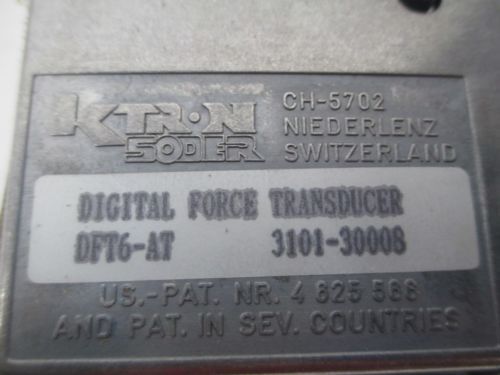 K-TRON
SODER
CH-5702
NIEDERLENZ
SWITZERLAND
DIGITAL FORCE TRANSDUCER
DFT6-AT 3101-30008
US.-PAT. NR. 4 825 568
AND PAT. IN SEV. COUNTRIES